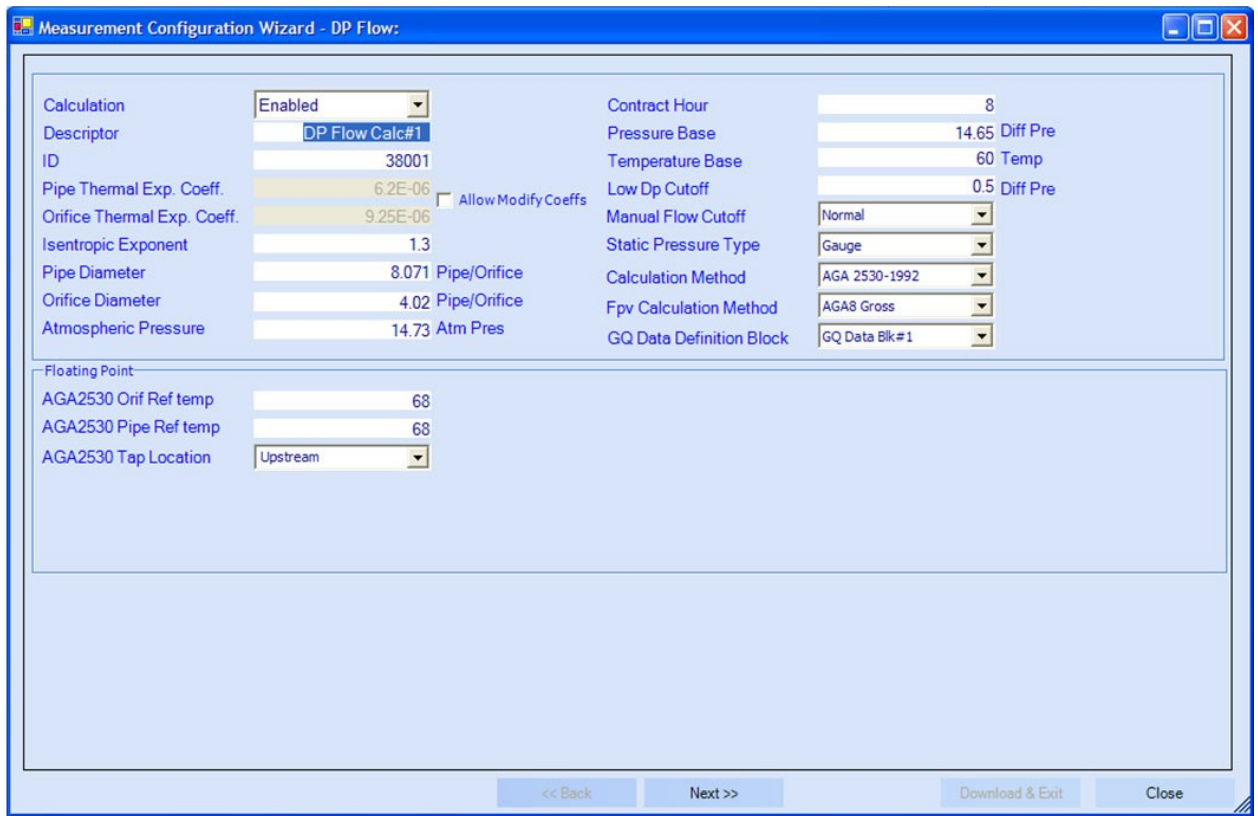 Measurement Configuration Wizard - DP Flow:
Calculation Enabled
Descriptor DP Flow Calc#1
ID 38001
Pipe Thermal Exp. Coeff. 6.2E-06
Allow Modify Coeffs
Orifice Thermal Exp. Coeff. 9.25E-06
Isentropic Exponent 1.3
Pipe Diameter 8.071 Pipe/Orifice
Orifice Diameter 4.02 Pipe/Orifice
Atmospheric Pressure 14.73 Atm Pres
Contract Hour 8
Pressure Base 14.65 Diff Pre
Temperature Base 60 Temp
Low Dp Cutoff 0.5 Diff Pre
Manual Flow Cutoff Normal
Static Pressure Type Gauge
Calculation Method AGA 2530-1992
Fpv Calculation Method AGA8 Gross
GQ Data Definition Block GQ Data Blk#1
Floating Point
AGA2530 Orif Ref temp 68
AGA2530 Pipe Ref temp 68
AGA2530 Tap Location Upstream
<< Back Next >> Download & Exit Close